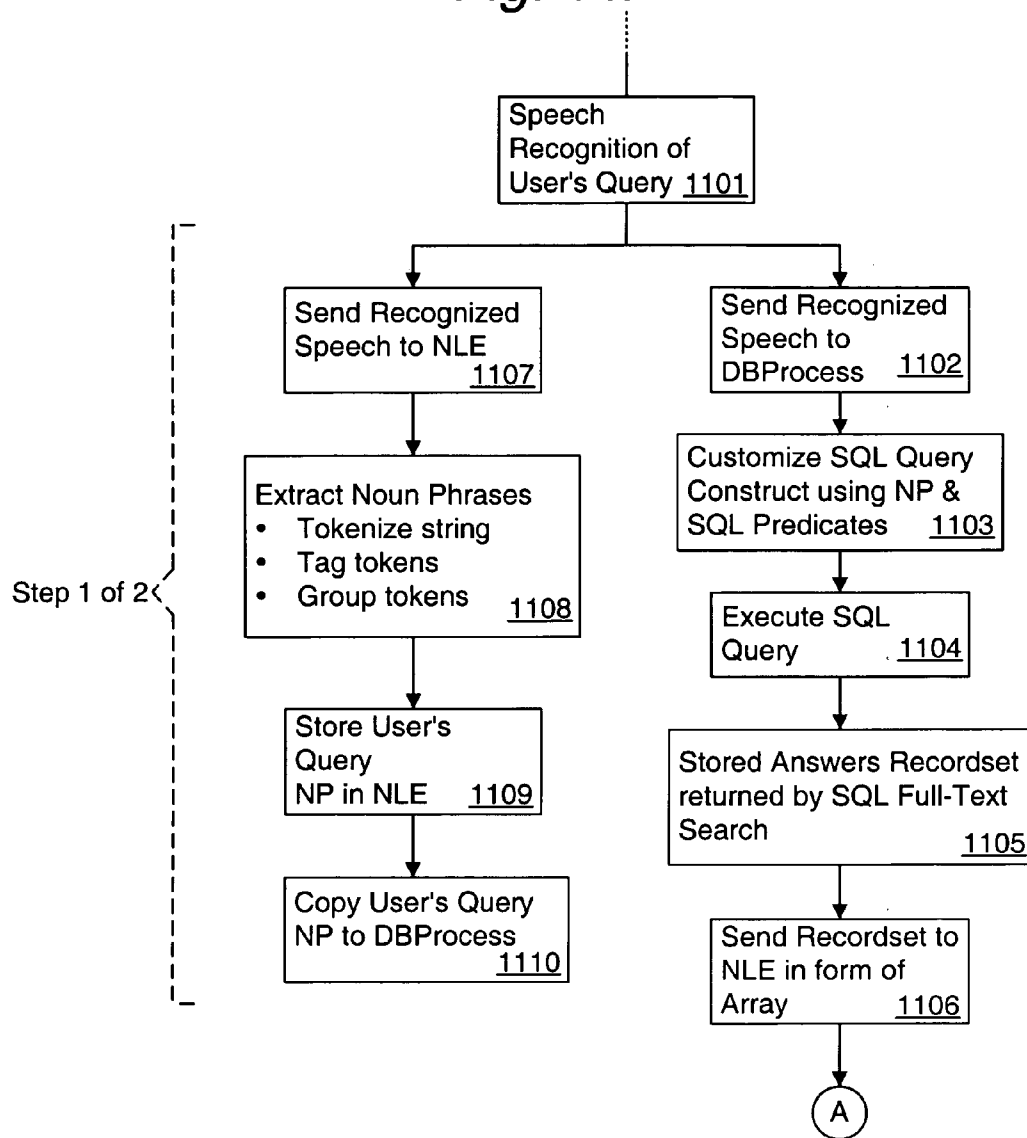 Speech
Recognition of
User's Query 1101
Send Recognized
Speech to NLE
1107
Send Recognized
Speech to
DBProcess 1102
Extract Noun Phrases
• Tokenize string
• Tag tokens
• Group tokens
1108
Customize SQL Query
Construct using NP &
SQL Predicates 1103
Step 1 of 2
Execute SQL
Query 1104
Store User's
Query
NP in NLE 1109
Stored Answers Recordset
returned by SQL Full-Text
Search
1105
Copy User's Query
NP to DBProcess
1110
Send Recordset to
NLE in form of
Array 1106
A